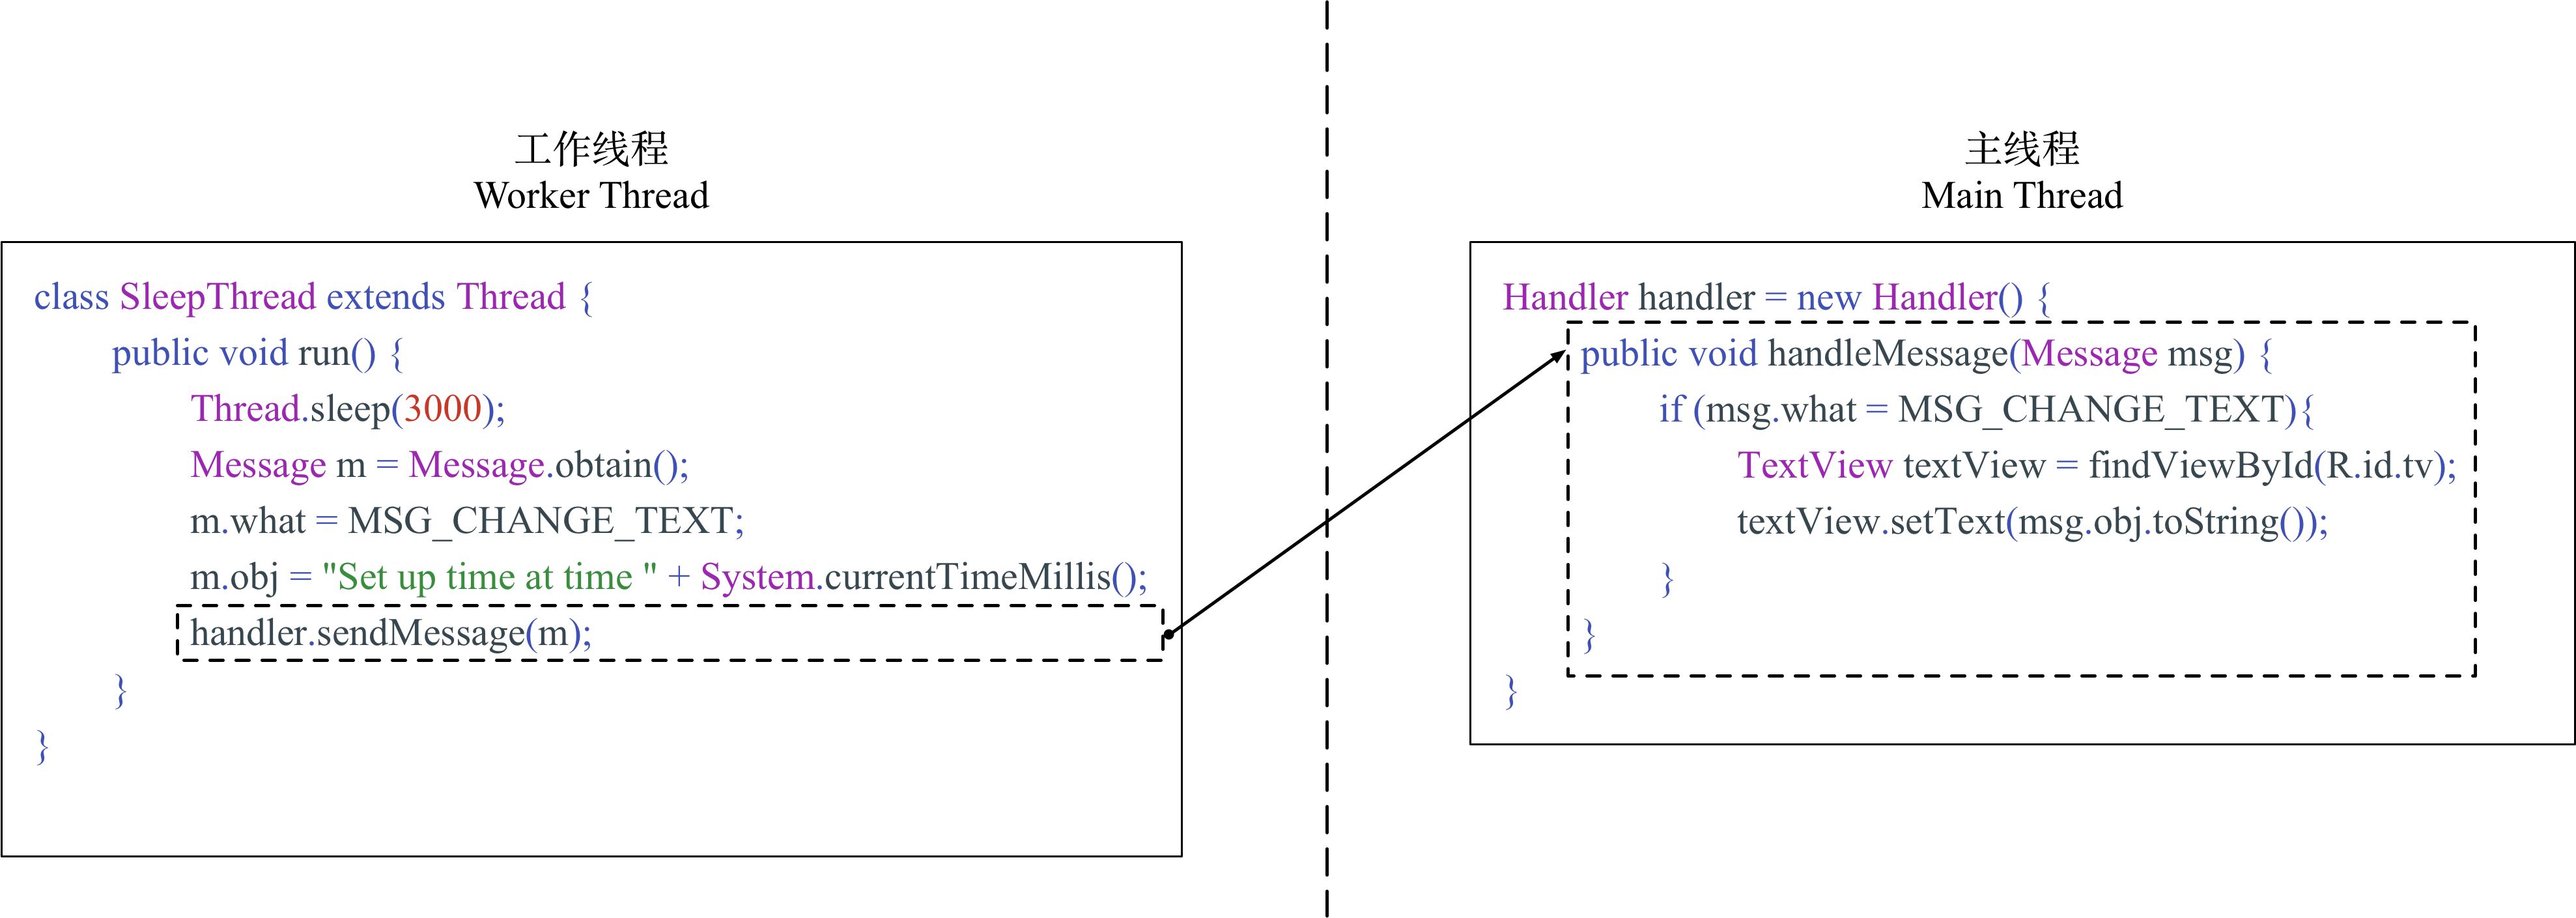 工作线程
Worker Thread
class SleepThread extends Thread {
public void run() {
Thread.sleep(3000);
Message m = Message.obtain();
m.what = MSG_CHANGE_TEXT;
m.obj = "Set up time at time " + System.currentTimeMillis();
handler.sendMessage(m);
}
}
主线程
Main Thread
Handler handler = new Handler() {
public void handleMessage(Message msg) {
if (msg.what = MSG_CHANGE_TEXT){
TextView textView = findViewById(R.id.tv);
textView.setText(msg.obj.toString());
}
}
}